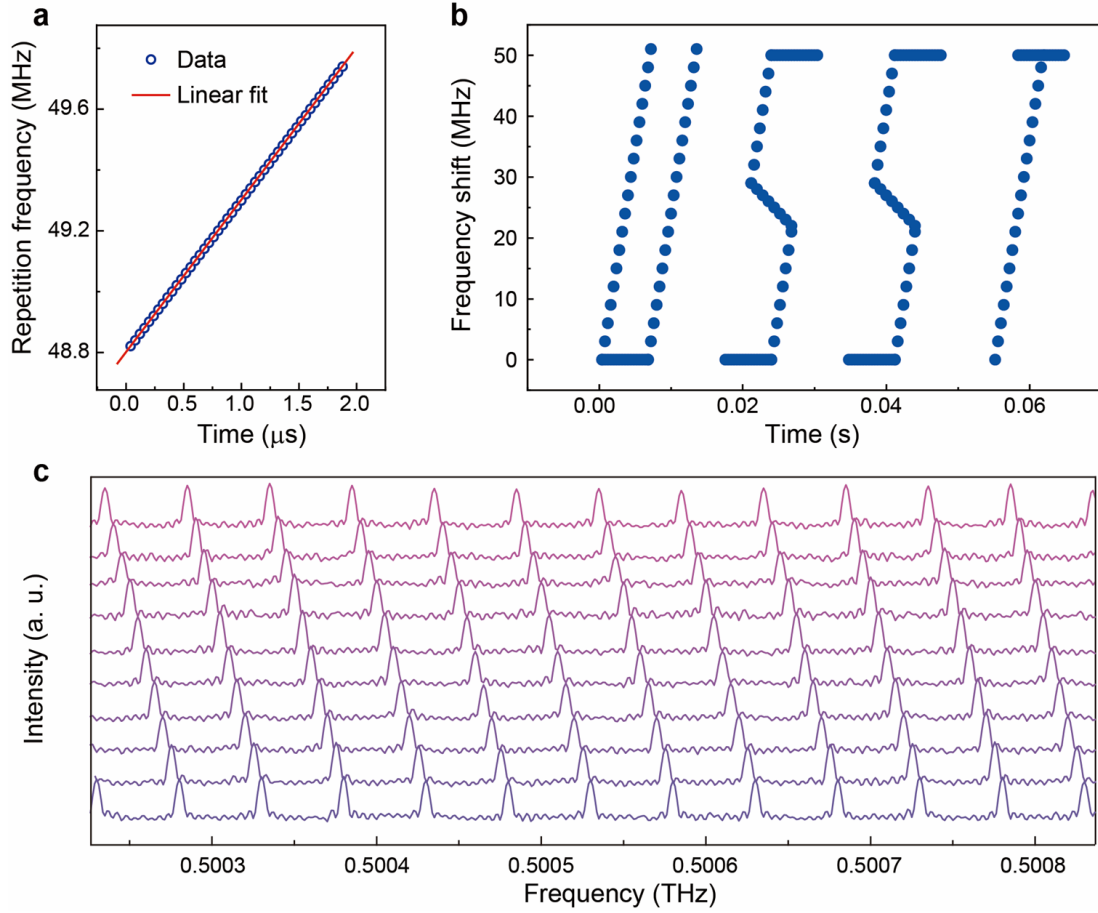 a
Data
Linear fit
Repetition frequency (MHz)
49.6
49.2
48.8
0.0 0.5 1.0 1.5 2.0
Time (μs)
b
Frequency shift (MHz)
50
40
30
20
10
0
0.00 0.02 0.04 0.06
Time (s)
c
Intensity (a. u.)
0.5003 0.5004 0.5005 0.5006 0.5007 0.5008
Frequency (THz)